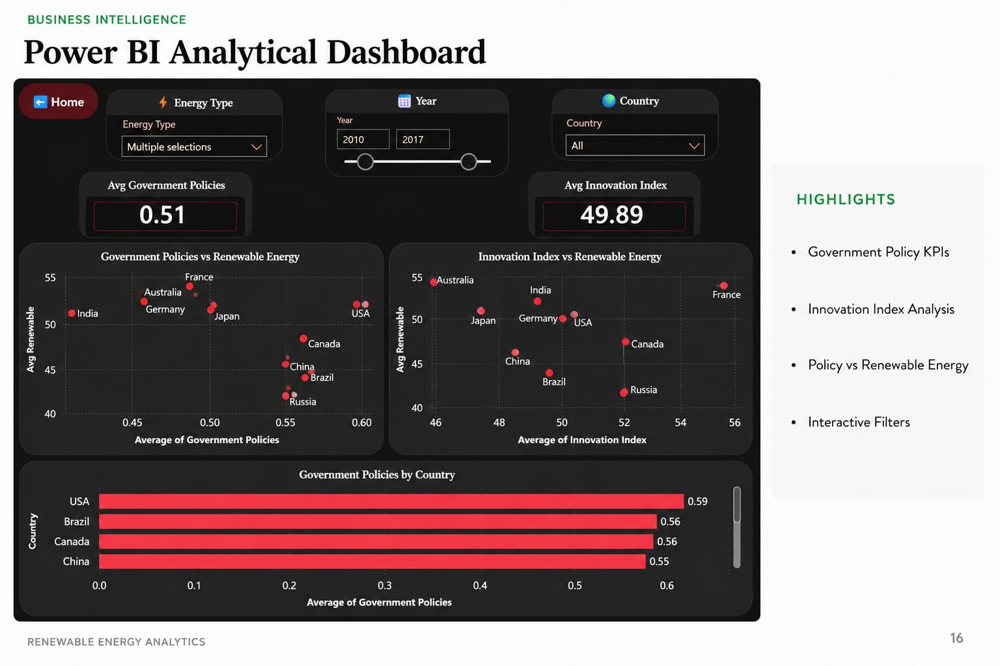 BUSINESS INTELLIGENCE
Power BI Analytical Dashboard
Home
Energy Type
Energy Type
Multiple selections
Year
Year
2010 2017
Country
Country
All
Avg Government Policies
0.51
Avg Innovation Index
49.89
Government Policies vs Renewable Energy
Avg Renewable
55
50
45
40
France
Australia
Germany
India
Japan
USA
Canada
China
Brazil
Russia
0.45 0.50 0.55 0.60
Average of Government Policies
Innovation Index vs Renewable Energy
Avg Renewable
55
50
45
40
Australia
India
France
Japan
Germany
USA
China
Canada
Brazil
Russia
46 48 50 52 54 56
Average of Innovation Index
Government Policies by Country
Country
USA 0.59
Brazil 0.56
Canada 0.56
China 0.55
0.0 0.1 0.2 0.3 0.4 0.5 0.6
Average of Government Policies
HIGHLIGHTS
• Government Policy KPIs
• Innovation Index Analysis
• Policy vs Renewable Energy
• Interactive Filters
RENEWABLE ENERGY ANALYTICS
16